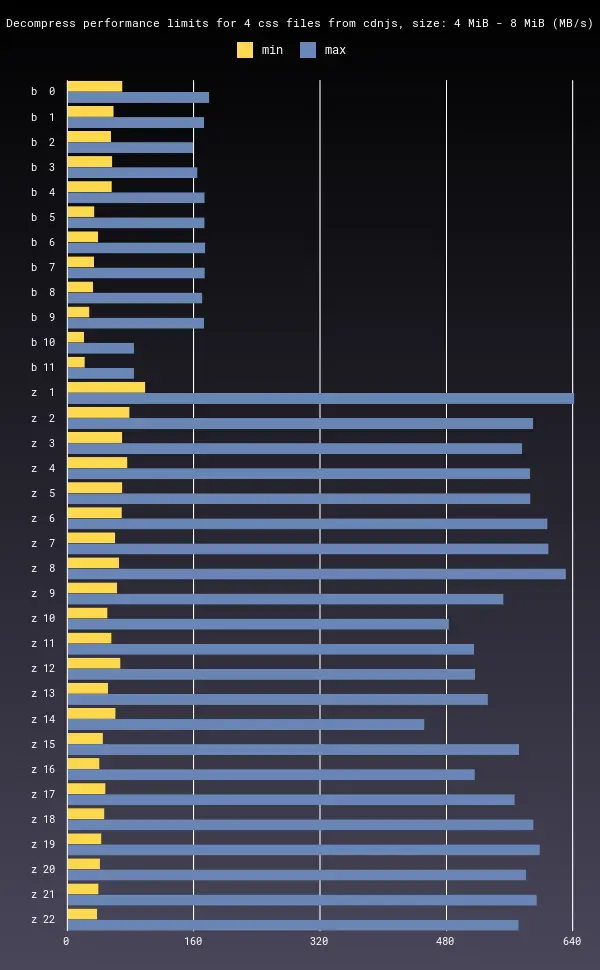 Decompress performance limits for 4 css files from cdnjs, size: 4 MiB - 8 MiB (MB/s)
min max
b 0
b 1
b 2
b 3
b 4
b 5
b 6
b 7
b 8
b 9
b 10
b 11
z 1
z 2
z 3
z 4
z 5
z 6
z 7
z 8
z 9
z 10
z 11
z 12
z 13
z 14
z 15
z 16
z 17
z 18
z 19
z 20
z 21
z 22
0 160 320 480 640